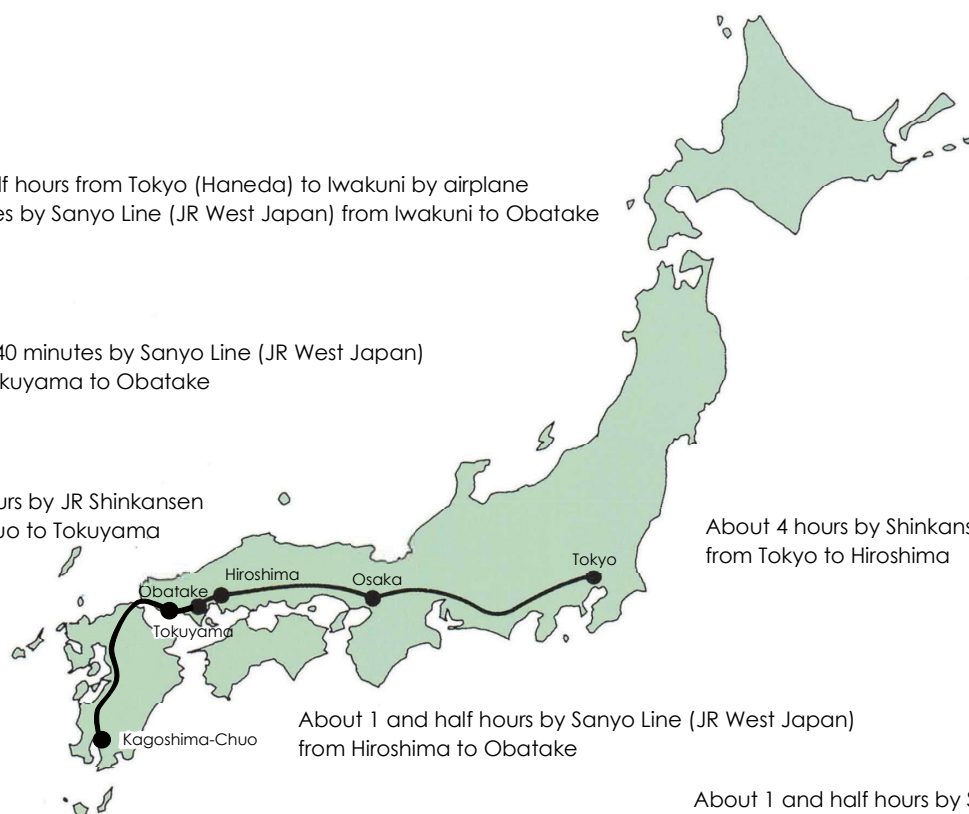 lf hours from Tokyo (Haneda) to Iwakuni by airplane
es by Sanyo Line (JR West Japan) from Iwakuni to Obatake
40 minutes by Sanyo Line (JR West Japan)
kuyama to Obatake
urs by JR Shinkansen
uo to Tokuyama
About 4 hours by Shinkans
from Tokyo to Hiroshima
Tokyo
Hiroshima
Osaka
Obatake
Tokuyama
About 1 and half hours by Sanyo Line (JR West Japan)
from Hiroshima to Obatake
Kagoshima-Chuo
About 1 and half hours by S